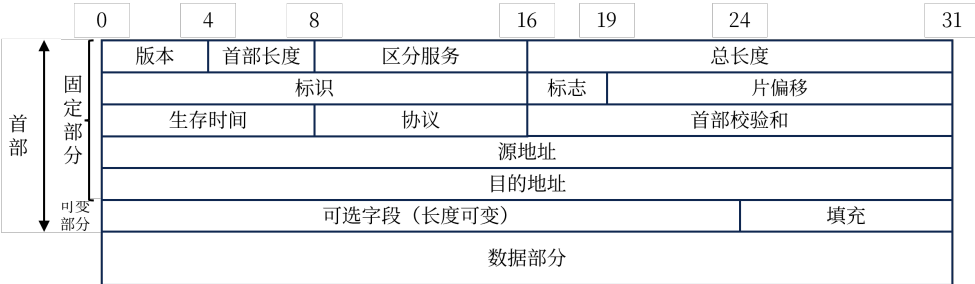 0 4 8 16 19 24 31
版本 首部长度 区分服务 总长度
标识 标志 片偏移
生存时间 协议 首部校验和
源地址
目的地址
可选字段（长度可变） 填充
数据部分
首部
固定部分
可变部分